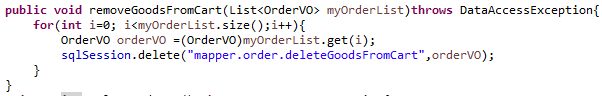 public void removeGoodsFromCart(List<OrderVO> myOrderList)throws DataAccessException{
for(int i=0; i<myOrderList.size();i++){
OrderVO orderVO =(OrderVO)myOrderList.get(i);
sqlSession.delete("mapper.order.deleteGoodsFromCart",orderVO);
}
}